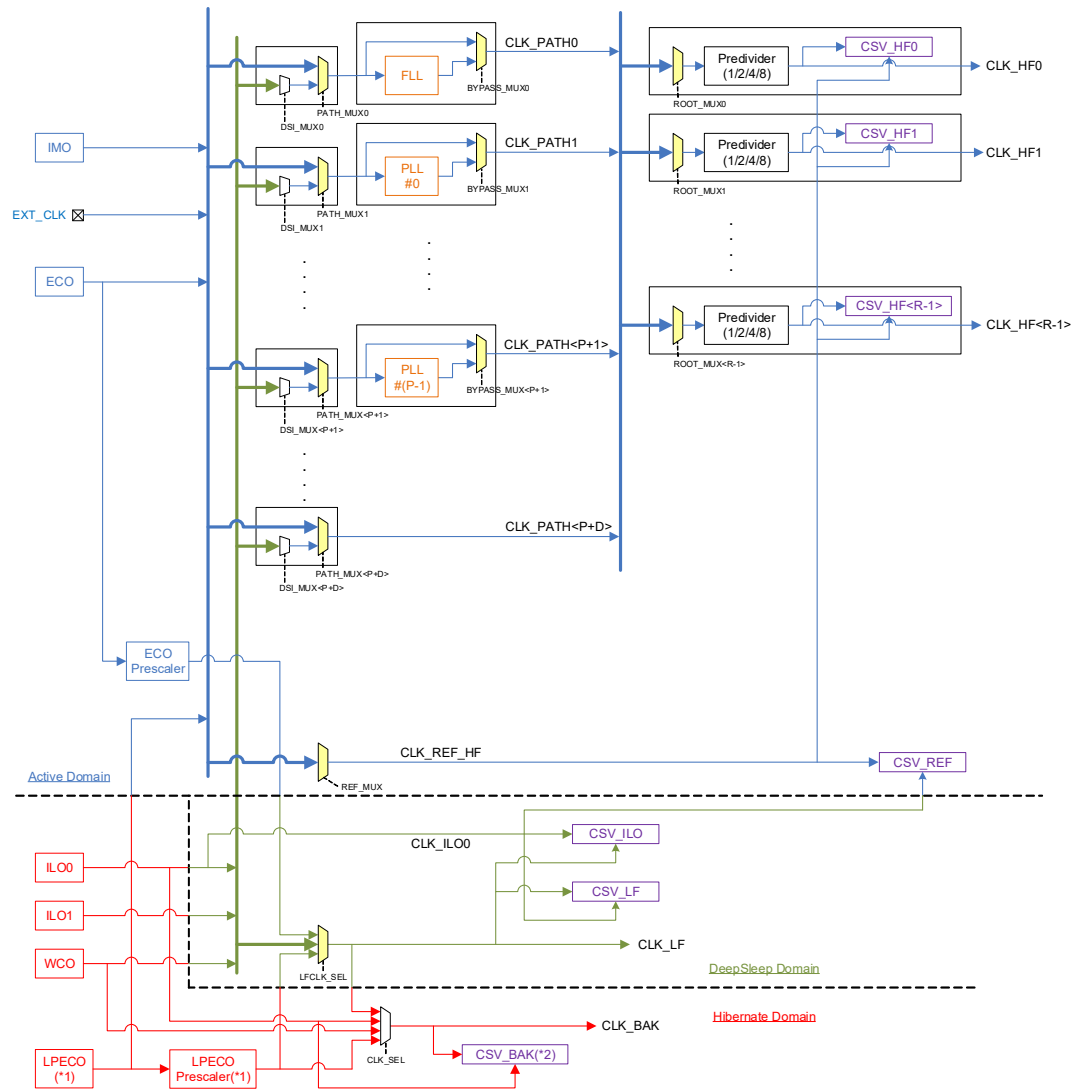 CLK_PATH0
CSV_HF0
FLL
Predivider
(1/2/4/8)
CLK_HF0
BYPASS_MUX0
ROOT_MUX0
PATH_MUX0
DSI_MUX0
IMO
CLK_PATH1
CSV_HF1
PLL
#0
Predivider
(1/2/4/8)
CLK_HF1
BYPASS_MUX1
ROOT_MUX1
EXT_CLK
PATH_MUX1
DSI_MUX1
ECO
CSV_HF<R-1>
Predivider
(1/2/4/8)
CLK_HF<R-1>
CLK_PATH<P+1>
ROOT_MUX<R-1>
PLL
#(P-1)
BYPASS_MUX<P+1>
PATH_MUX<P+1>
DSI_MUX<P+1>
CLK_PATH<P+D>
PATH_MUX<P+D>
DSI_MUX<P+D>
ECO
Prescaler
CLK_REF_HF
CSV_REF
Active Domain
REF_MUX
CSV_ILO
CLK_ILO0
ILO0
CSV_LF
ILO1
CLK_LF
WCO
LFCLK_SEL
DeepSleep Domain
Hibernate Domain
CLK_BAK
CSV_BAK(*2)
CLK_SEL
LPECO
(*1)
LPECO
Prescaler(*1)